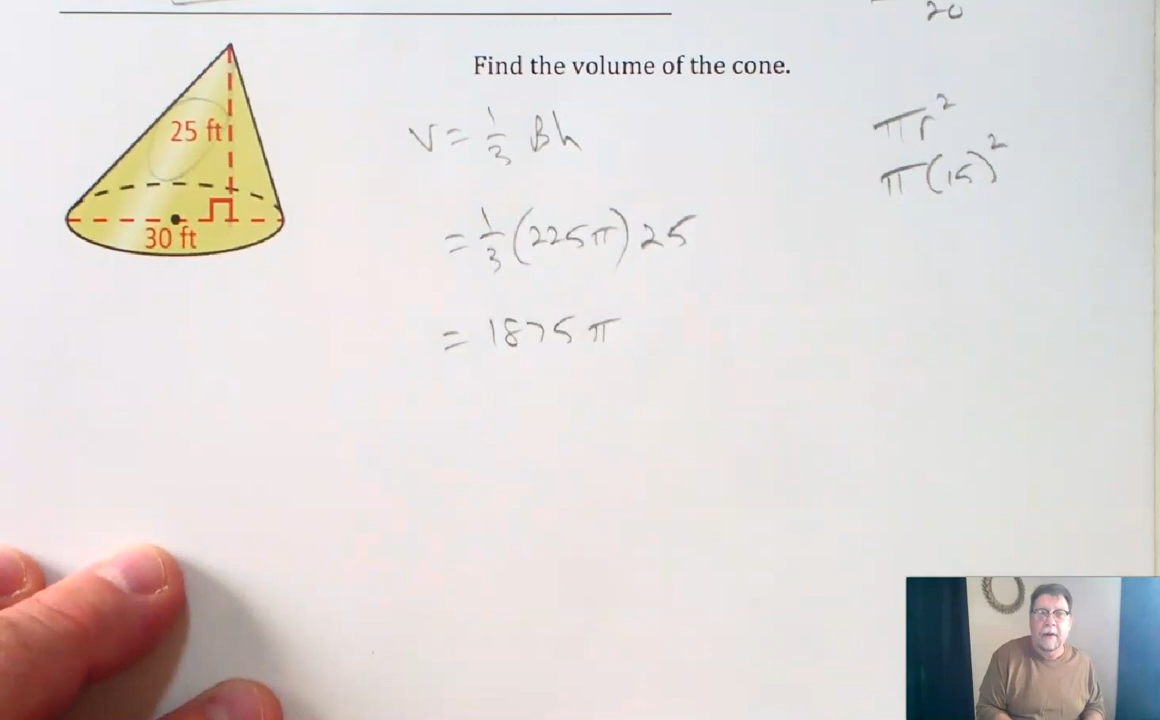 20
Find the volume of the cone.
25 ft
30 ft
V = 1/3 Bh
= 1/3 (225π) 25
= 1875π
πr²
π(15)²